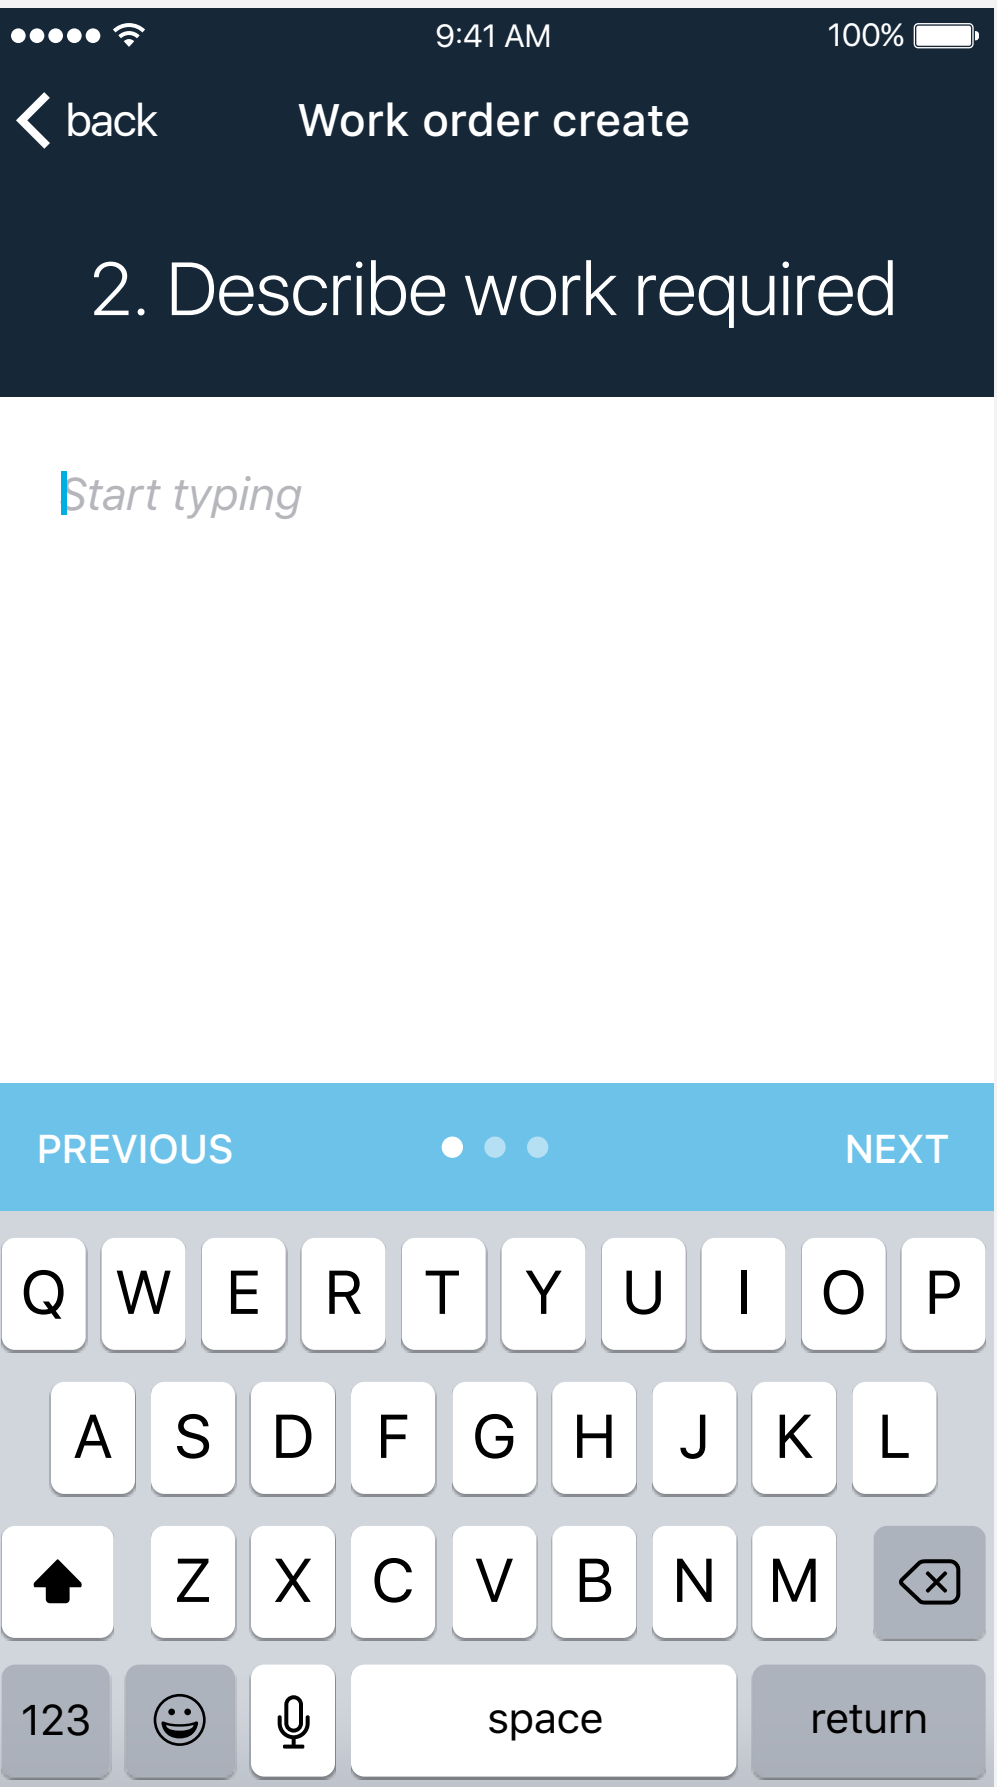 9:41 AM 100%
back Work order create
2. Describe work required
Start typing
PREVIOUS NEXT
Q W E R T Y U I O P
A S D F G H J K L
Z X C V B N M
123 space return